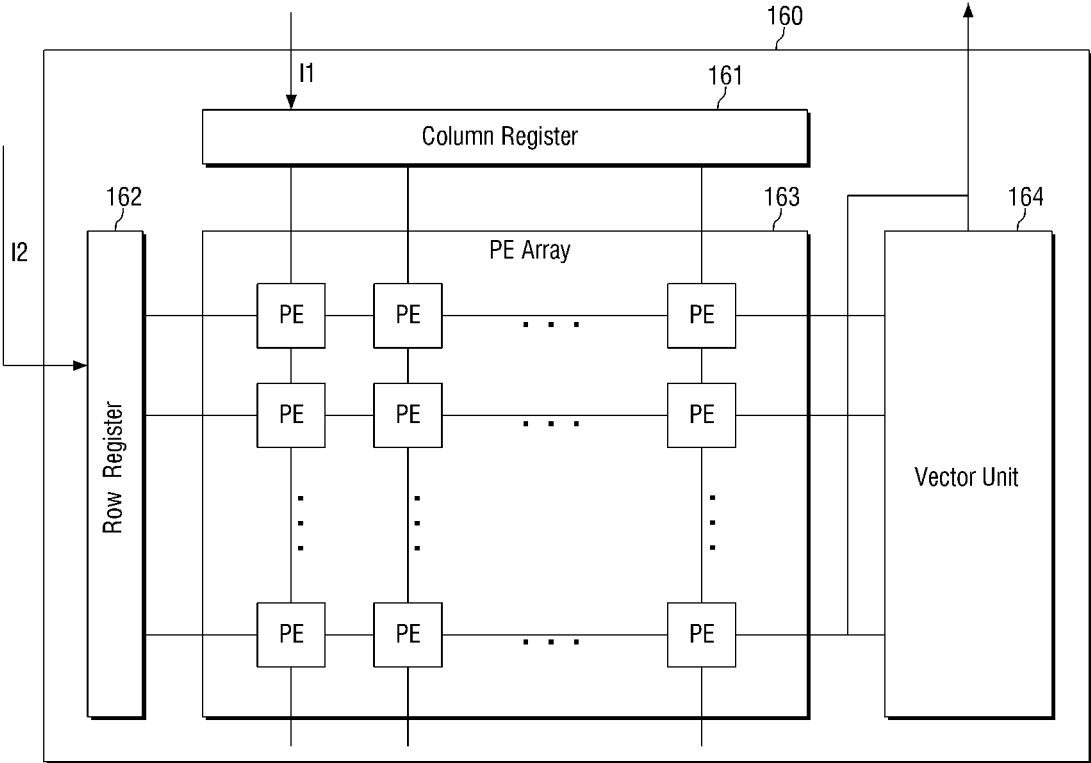 160
I1
161
Column Register
162
163
164
I2
PE Array
PE PE . . . PE
PE PE . . . PE
Row Register
Vector Unit
PE PE . . . PE